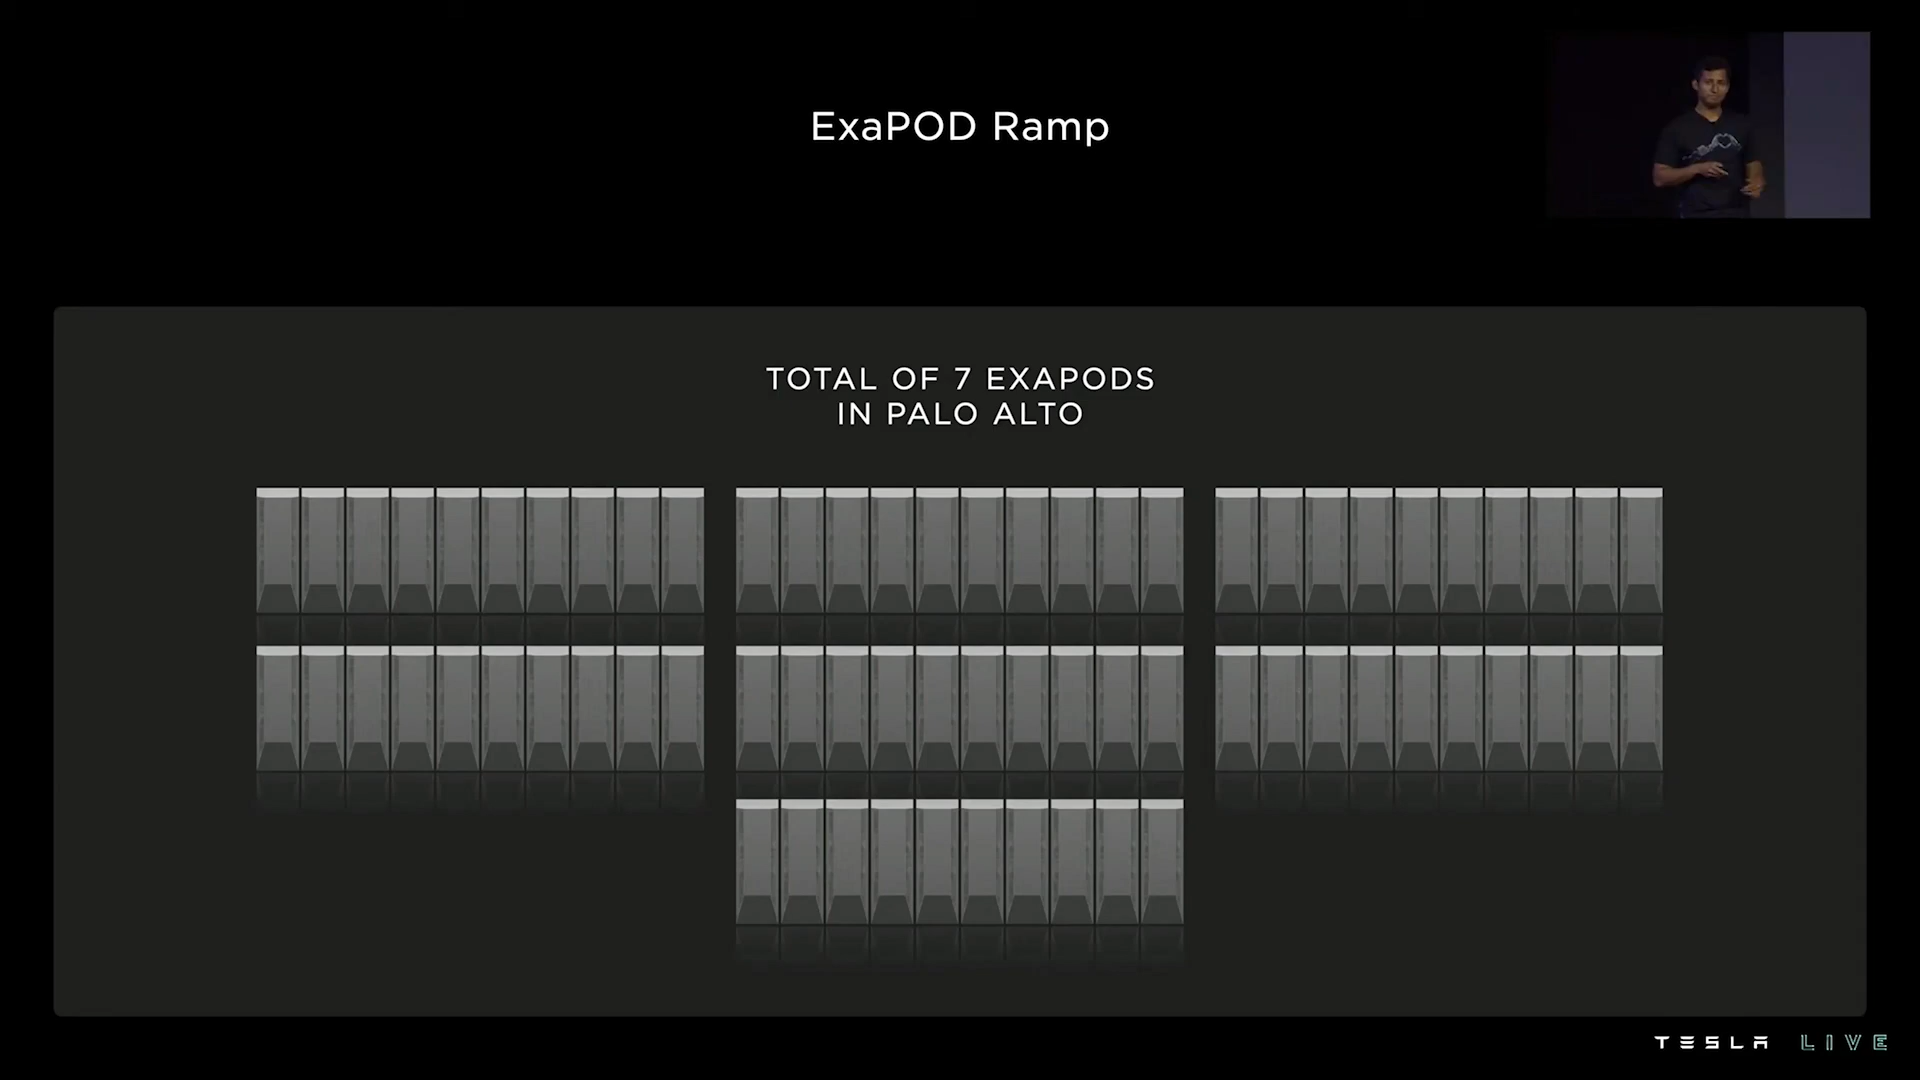 ExaPOD Ramp
TOTAL OF 7 EXAPODS
IN PALO ALTO
TESLA LIVE